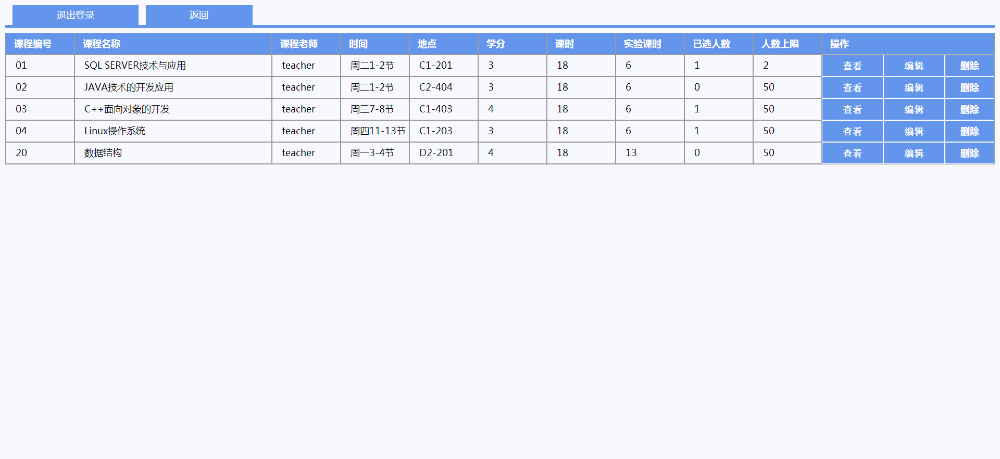 退出登录 返回
课程编号 课程名称 课程老师 时间 地点 学分 课时 实验课时 已选人数 人数上限 操作
01 SQL SERVER技术与应用 teacher 周二1-2节 C1-201 3 18 6 1 2 查看 编辑 删除
02 JAVA技术的开发应用 teacher 周二1-2节 C2-404 3 18 6 0 50 查看 编辑 删除
03 C++面向对象的开发 teacher 周三7-8节 C1-403 4 18 6 1 50 查看 编辑 删除
04 Linux操作系统 teacher 周四11-13节 C1-203 3 18 6 1 50 查看 编辑 删除
20 数据结构 teacher 周一3-4节 D2-201 4 18 13 0 50 查看 编辑 删除